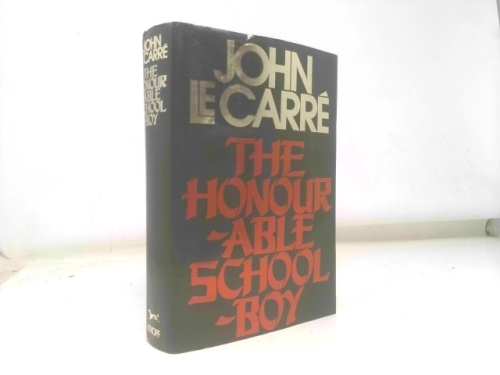 JOHN
LE CARRÉ
THE
HONOUR
-ABLE
SCHOOL
-BOY
JOHN
LE CARRÉ
THE
HONOUR
-ABLE
SCHOOL
-BOY
KNOPF